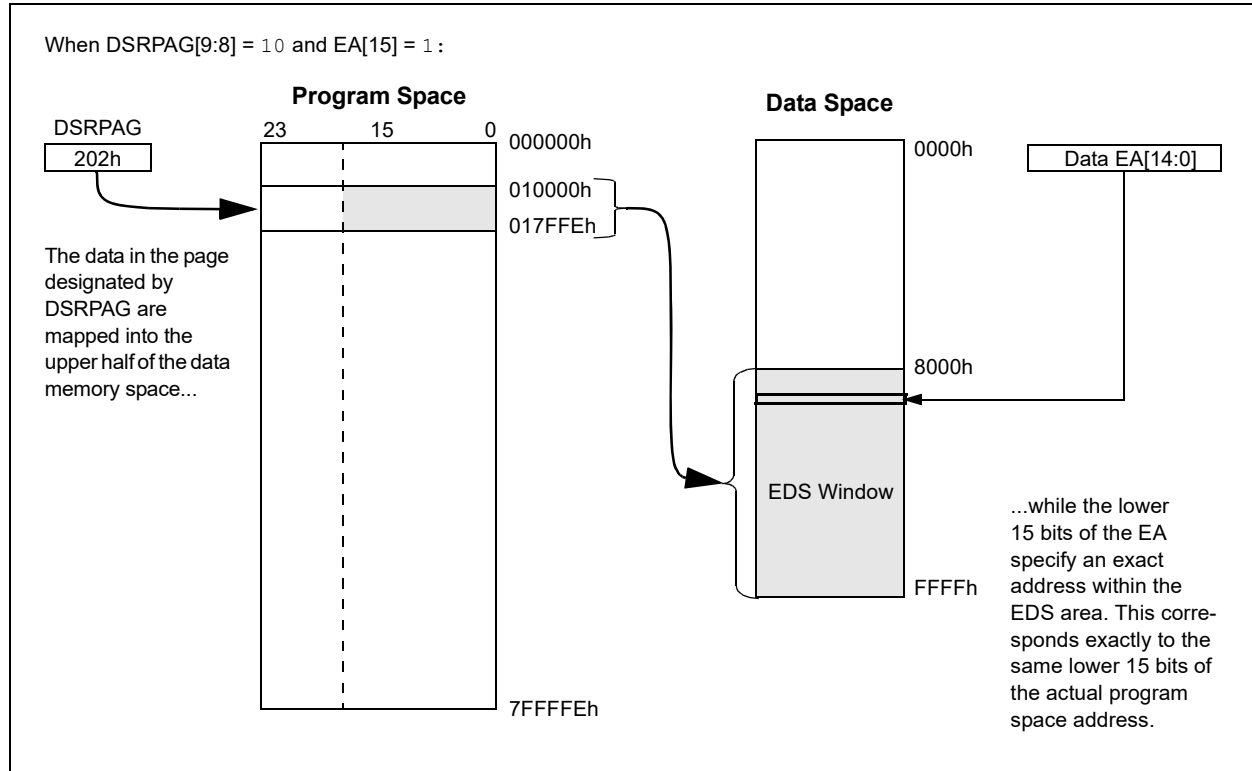 When DSRPAG[9:8] = 10 and EA[15] = 1:
Program Space
Data Space
DSRPAG
202h
23 15 0
000000h
010000h
017FFEh
7FFFFEh
The data in the page
designated by
DSRPAG are
mapped into the
upper half of the data
memory space...
0000h
8000h
EDS Window
FFFFh
Data EA[14:0]
...while the lower
15 bits of the EA
specify an exact
address within the
EDS area. This corre-
sponds exactly to the
same lower 15 bits of
the actual program
space address.